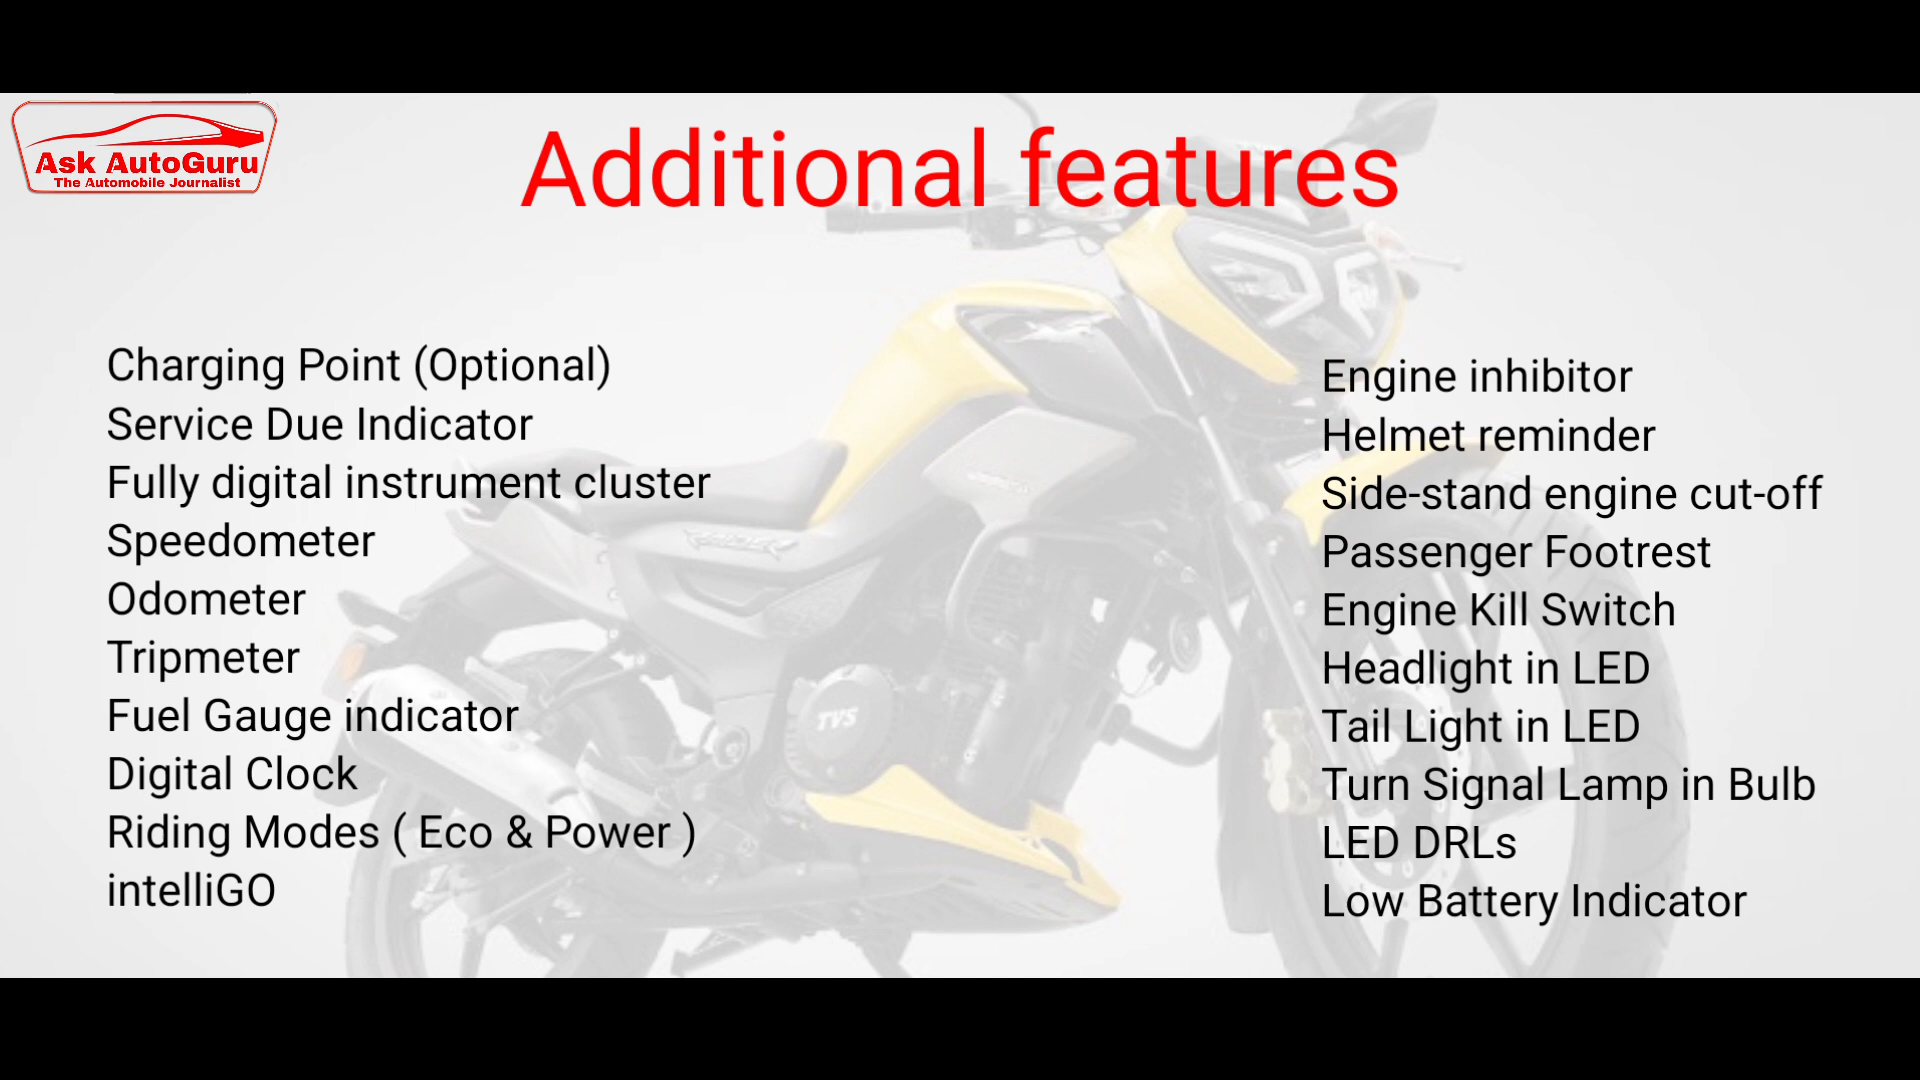 Ask AutoGuru
The Automobile Journalist
Additional features
Charging Point (Optional)
Service Due Indicator
Fully digital instrument cluster
Speedometer
Odometer
Tripmeter
Fuel Gauge indicator
Digital Clock
Riding Modes ( Eco & Power )
intelliGO
Engine inhibitor
Helmet reminder
Side-stand engine cut-off
Passenger Footrest
Engine Kill Switch
Headlight in LED
Tail Light in LED
Turn Signal Lamp in Bulb
LED DRLs
Low Battery Indicator
RAIDER
TVS